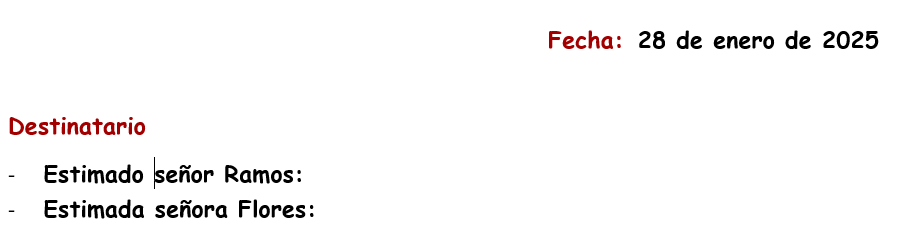 Fecha: 28 de enero de 2025
Destinatario
- Estimado señor Ramos:
- Estimada señora Flores: